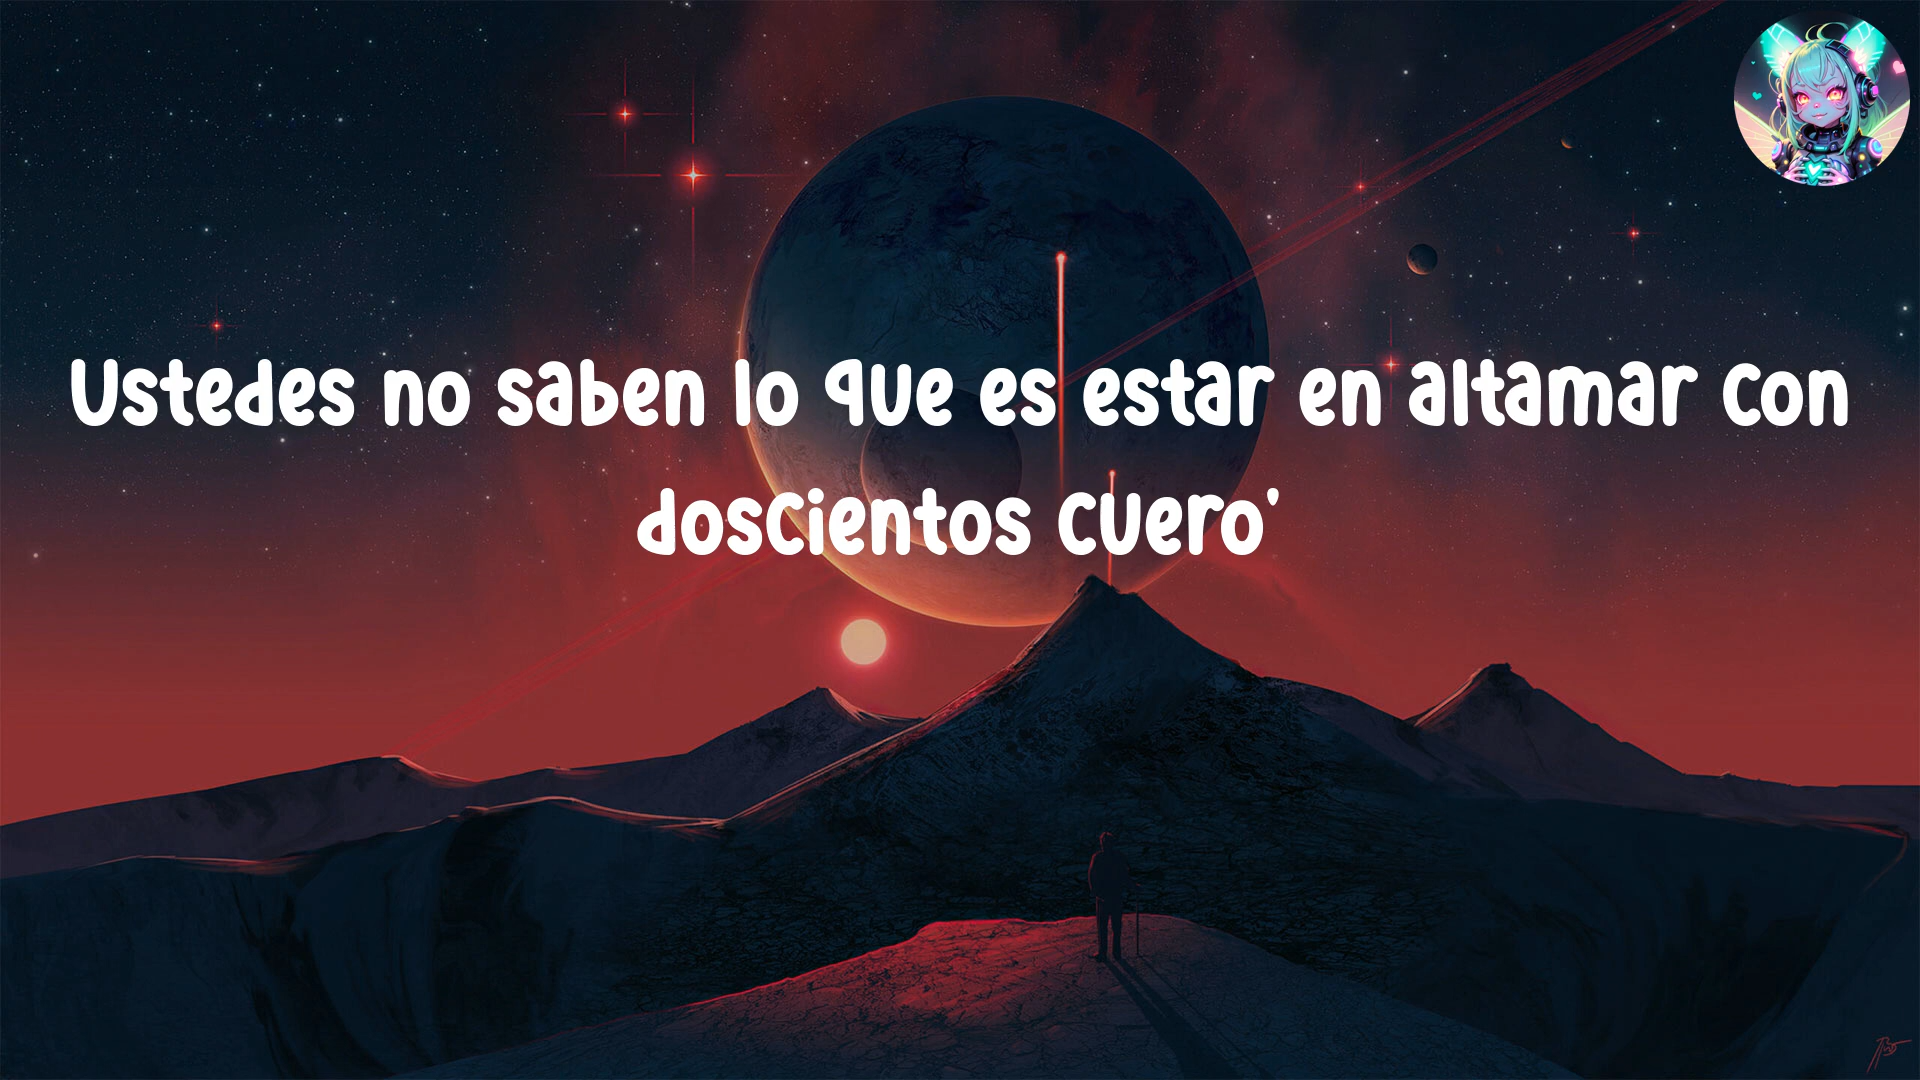 Ustedes no saben lo que es estar en altamar con
doscientos cuero'